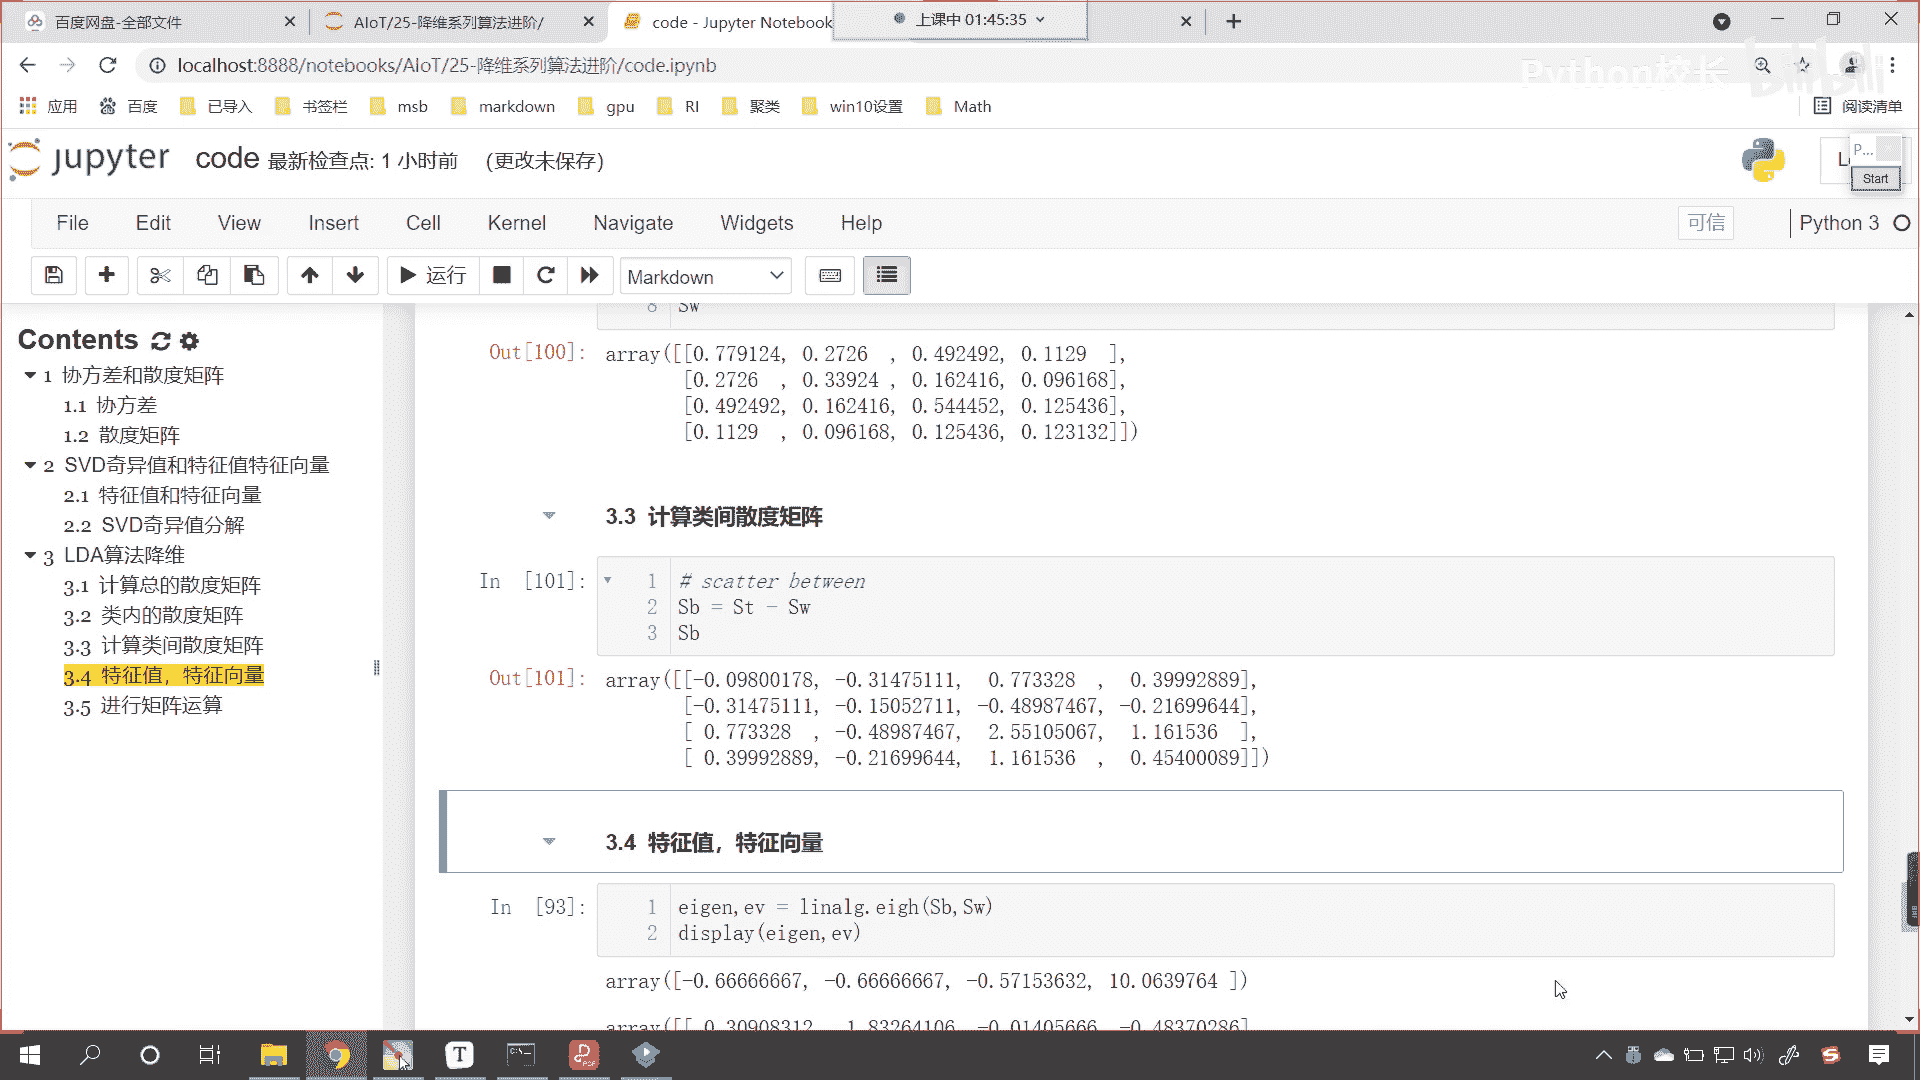 百度网盘-全部文件
AIoT/25-降维系列算法进阶/
code - Jupyter Notebook
上课中 01:45:35
localhost:8888/notebooks/AIoT/25-降维系列算法进阶/code.ipynb
Python校长
bilibili
应用 百度 已导入 书签栏 msb markdown gpu RI 聚类 win10设置 Math 阅读清单
jupyter code 最新检查点: 1 小时前 (更改未保存)
P...
Start
File Edit View Insert Cell Kernel Navigate Widgets Help 可信 Python 3
运行 Markdown
Contents
1 协方差和散度矩阵
1.1 协方差
1.2 散度矩阵
2 SVD奇异值和特征值特征向量
2.1 特征值和特征向量
2.2 SVD奇异值分解
3 LDA算法降维
3.1 计算总的散度矩阵
3.2 类内的散度矩阵
3.3 计算类间散度矩阵
3.4 特征值，特征向量
3.5 进行矩阵运算
8 Sw
Out[100]: array([[0.779124, 0.2726  , 0.492492, 0.1129  ],
[0.2726  , 0.33924 , 0.162416, 0.096168],
[0.492492, 0.162416, 0.544452, 0.125436],
[0.1129  , 0.096168, 0.125436, 0.123132]])
3.3 计算类间散度矩阵
In [101]: 1 # scatter between
2 Sb = St - Sw
3 Sb
Out[101]: array([[-0.09800178, -0.31475111,  0.773328  ,  0.39992889],
[-0.31475111, -0.15052711, -0.48987467, -0.21699644],
[ 0.773328  , -0.48987467,  2.55105067,  1.161536  ],
[ 0.39992889, -0.21699644,  1.161536  ,  0.45400089]])
3.4 特征值，特征向量
In [93]: 1 eigen,ev = linalg.eigh(Sb,Sw)
2 display(eigen,ev)
array([-0.66666667, -0.66666667, -0.57153632, 10.0639764 ])
array([[ 0.30908312,  1.83264106, -0.01405666, -0.48370286]